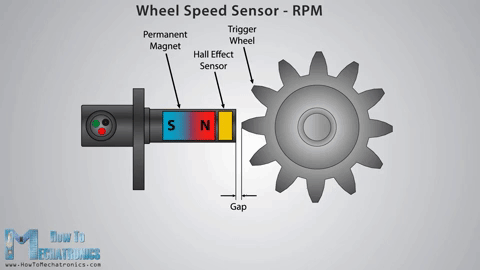 Wheel Speed Sensor - RPM
Permanent
Magnet
Hall Effect
Sensor
Trigger
Wheel
S N
Gap
How To
Mechatronics
www.HowToMechatronics.com